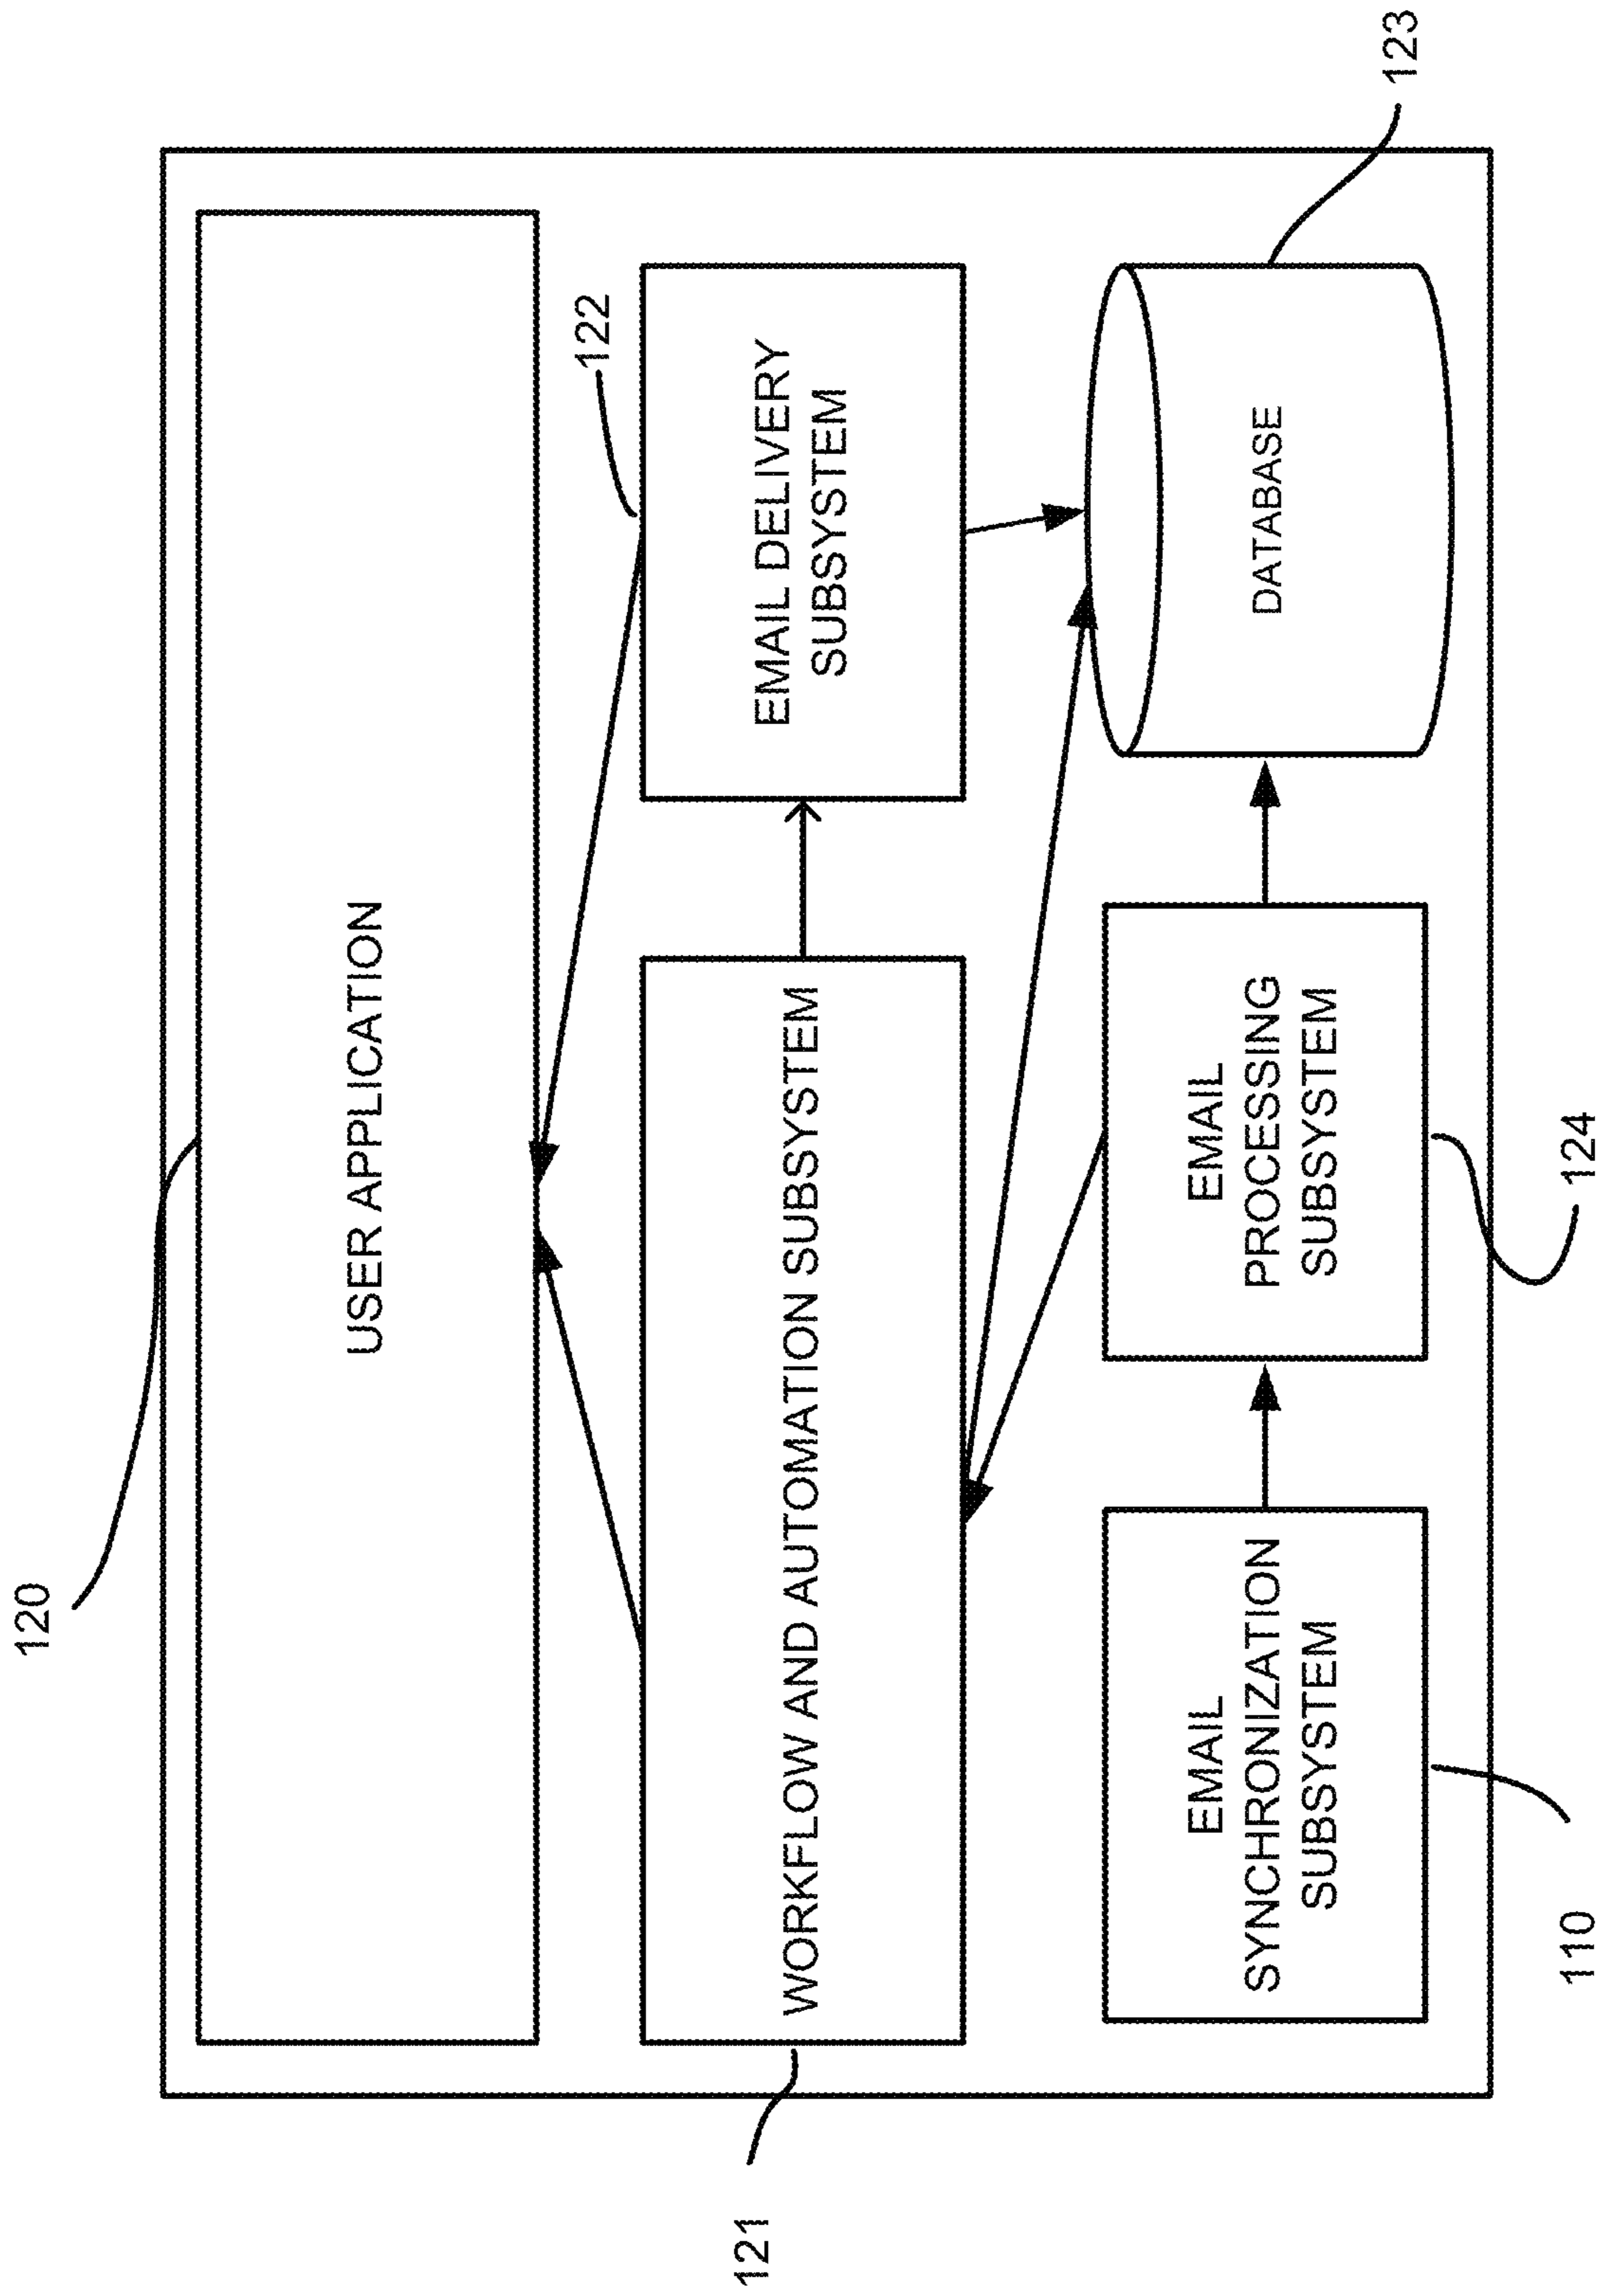 120
USER APPLICATION
122
121
WORKFLOW AND AUTOMATION SUBSYSTEM
EMAIL DELIVERY
SUBSYSTEM
EMAIL
SYNCHRONIZATION
SUBSYSTEM
EMAIL
PROCESSING
SUBSYSTEM
DATABASE
110
124
123